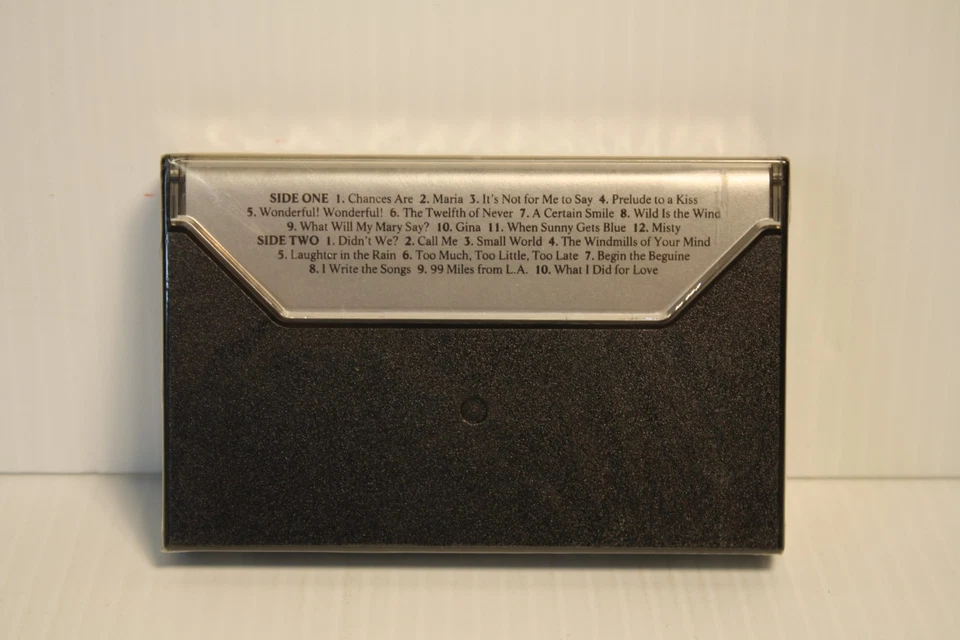 SIDE ONE 1. Chances Are 2. Maria 3. It's Not for Me to Say 4. Prelude to a Kiss
5. Wonderful! Wonderful! 6. The Twelfth of Never 7. A Certain Smile 8. Wild Is the Wind
9. What Will My Mary Say? 10. Gina 11. When Sunny Gets Blue 12. Misty
SIDE TWO 1. Didn't We? 2. Call Me 3. Small World 4. The Windmills of Your Mind
5. Laughter in the Rain 6. Too Much, Too Little, Too Late 7. Begin the Beguine
8. I Write the Songs 9. 99 Miles from L.A. 10. What I Did for Love